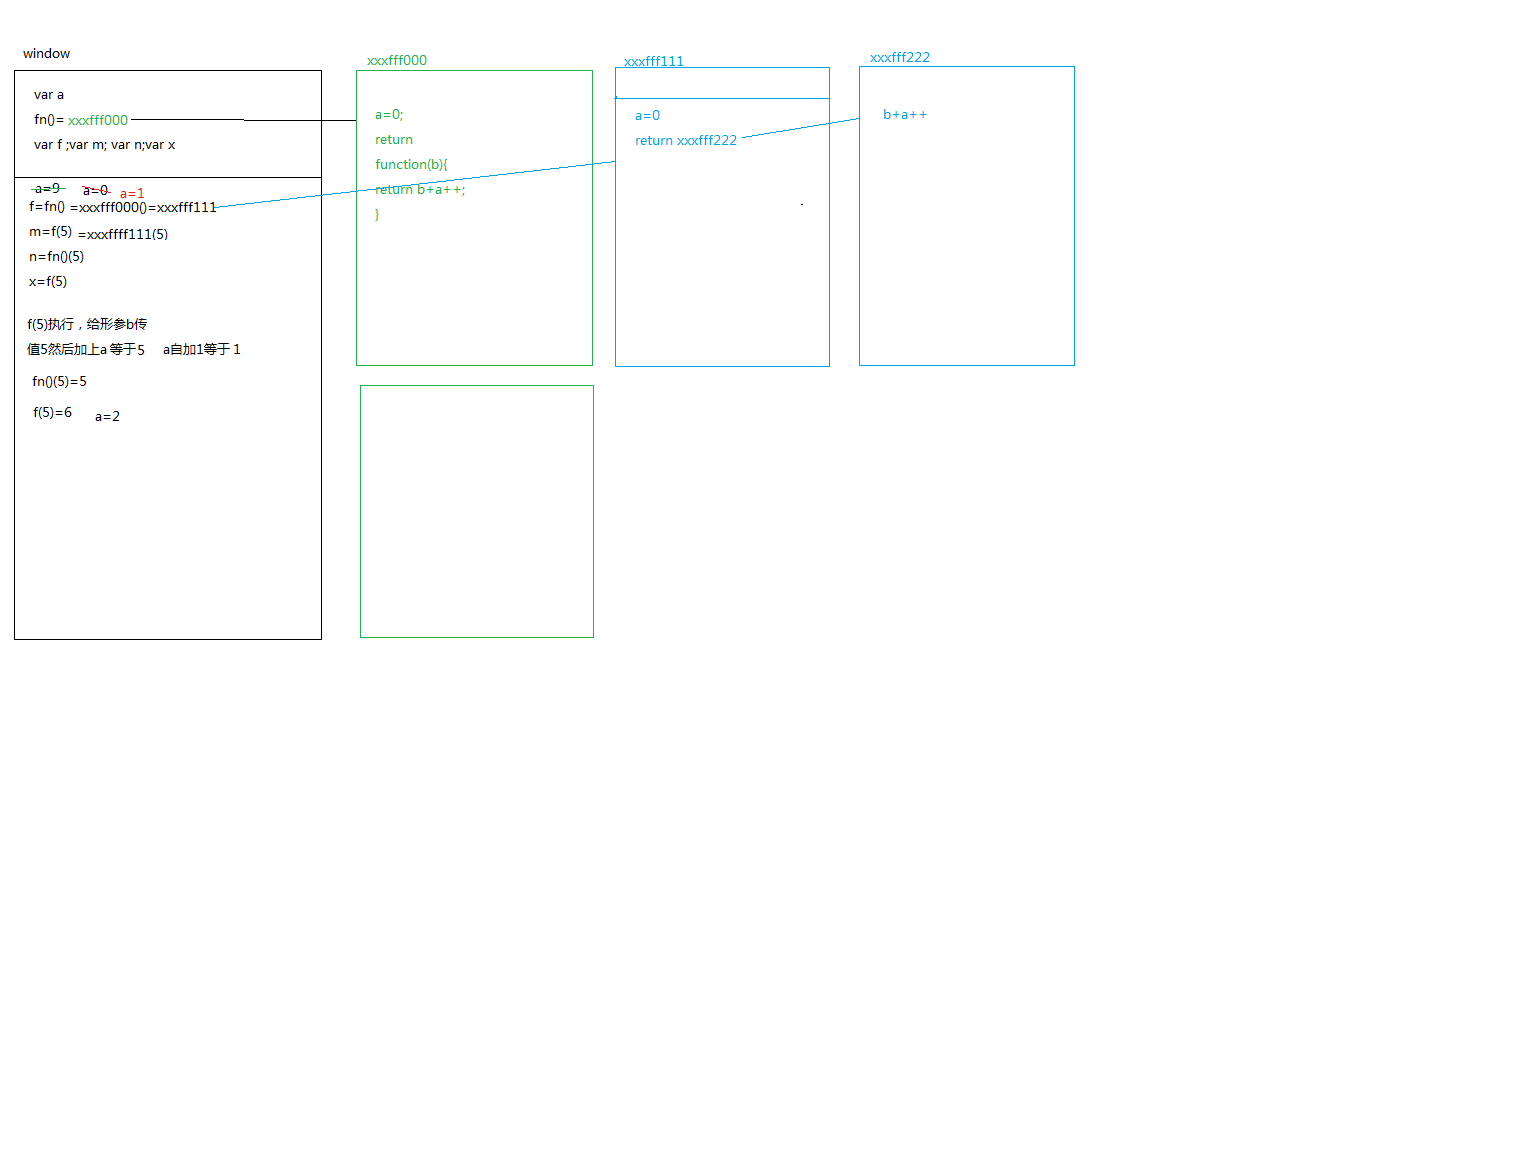 window
var a
fn()= xxxfff000
var f ;var m; var n;var x
a=9 a=0 a=1
f=fn() =xxxfff000()=xxxfff111
m=f(5) =xxxffff111(5)
n=fn()(5)
x=f(5)
f(5)执行，给形参b传
值5然后加上a 等于5 a自加1等于 1
fn()(5)=5
f(5)=6 a=2
xxxfff000
a=0;
return
function(b){
return b+a++;
}
xxxfff111
a=0
return xxxfff222
xxxfff222
b+a++